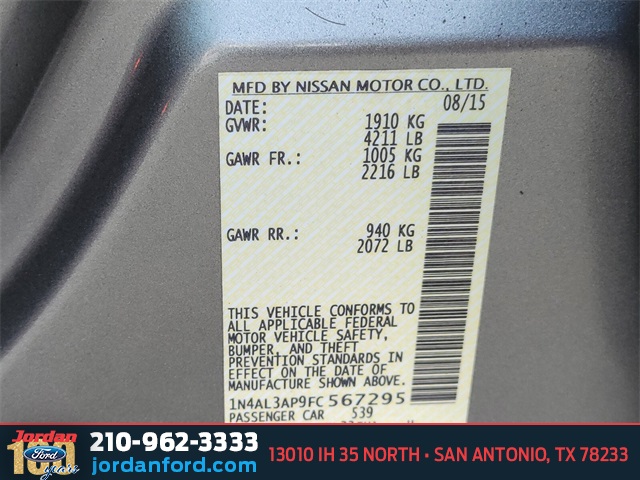 MFD BY NISSAN MOTOR CO., LTD.
DATE: 08/15
GVWR: 1910 KG
4211 LB
GAWR FR.: 1005 KG
2216 LB
GAWR RR.: 940 KG
2072 LB
THIS VEHICLE CONFORMS TO
ALL APPLICABLE FEDERAL
MOTOR VEHICLE SAFETY,
BUMPER, AND THEFT
PREVENTION STANDARDS IN
EFFECT ON THE DATE OF
MANUFACTURE SHOWN ABOVE.
1N4AL3AP9FC567295
PASSENGER CAR 539
Jordan
Ford
100
years
210-962-3333
jordanford.com
13010 IH 35 NORTH • SAN ANTONIO, TX 78233